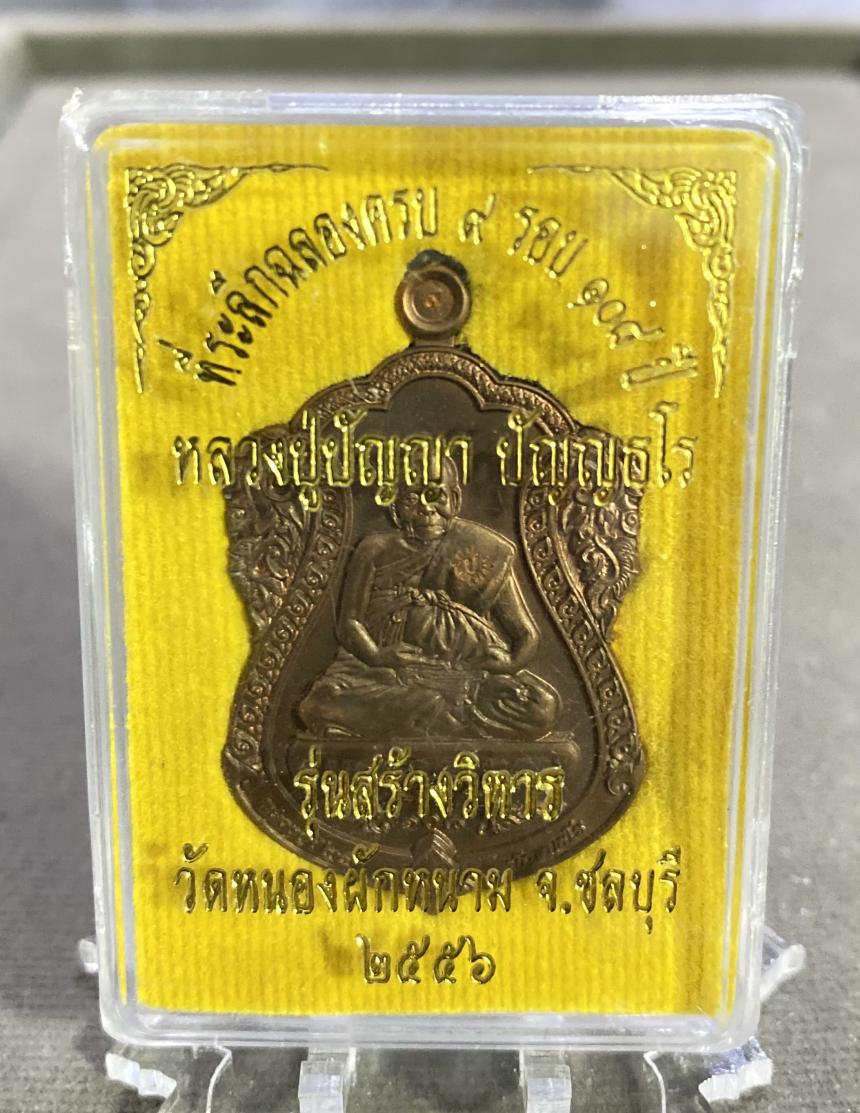 ที่ระลึกฉลองครบ ๙ รอบ ๑๐๘ ปี
หลวงปู่ปัญญา ปัญญธโร
รุ่นสร้างวิหาร
วัดหนองผักหนาม จ.ชลบุรี
๒๕๕๖